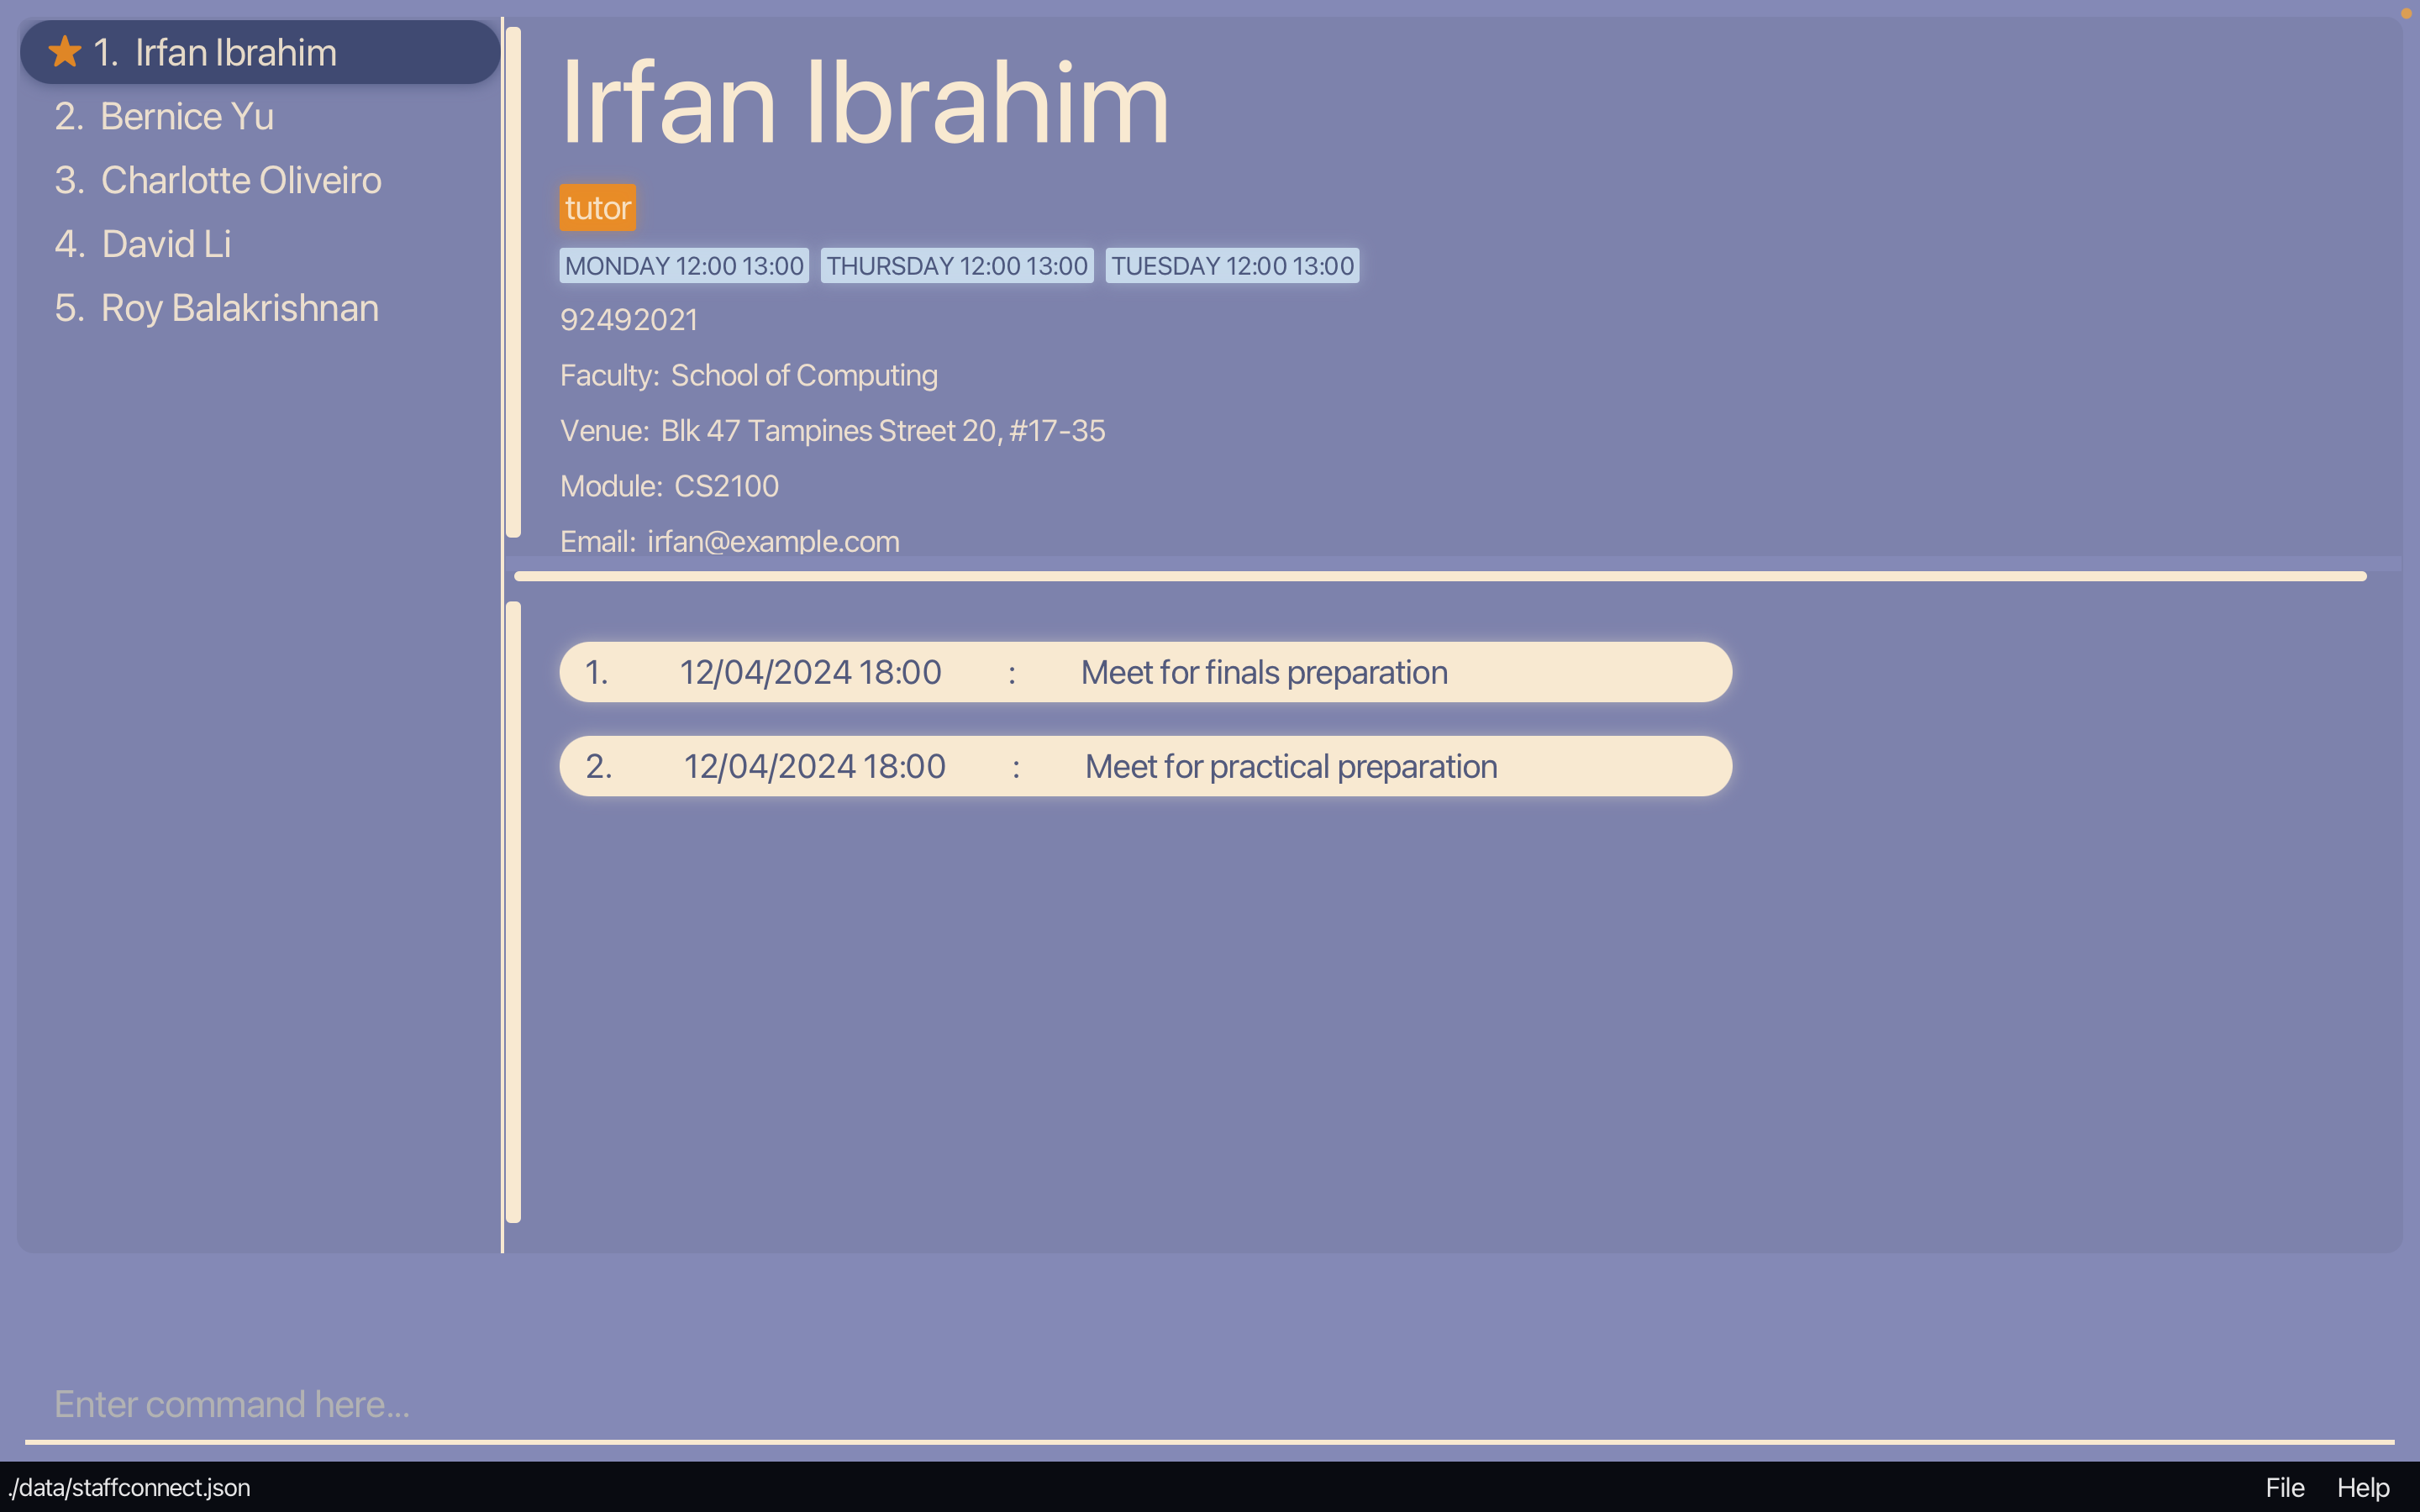 1. Irfan Ibrahim
2. Bernice Yu
3. Charlotte Oliveiro
4. David Li
5. Roy Balakrishnan
Irfan Ibrahim
tutor
MONDAY 12:00 13:00 THURSDAY 12:00 13:00 TUESDAY 12:00 13:00
92492021
Faculty: School of Computing
Venue: Blk 47 Tampines Street 20, #17-35
Module: CS2100
Email: irfan@example.com
1. 12/04/2024 18:00 : Meet for finals preparation
2. 12/04/2024 18:00 : Meet for practical preparation
Enter command here...
./data/staffconnect.json File Help